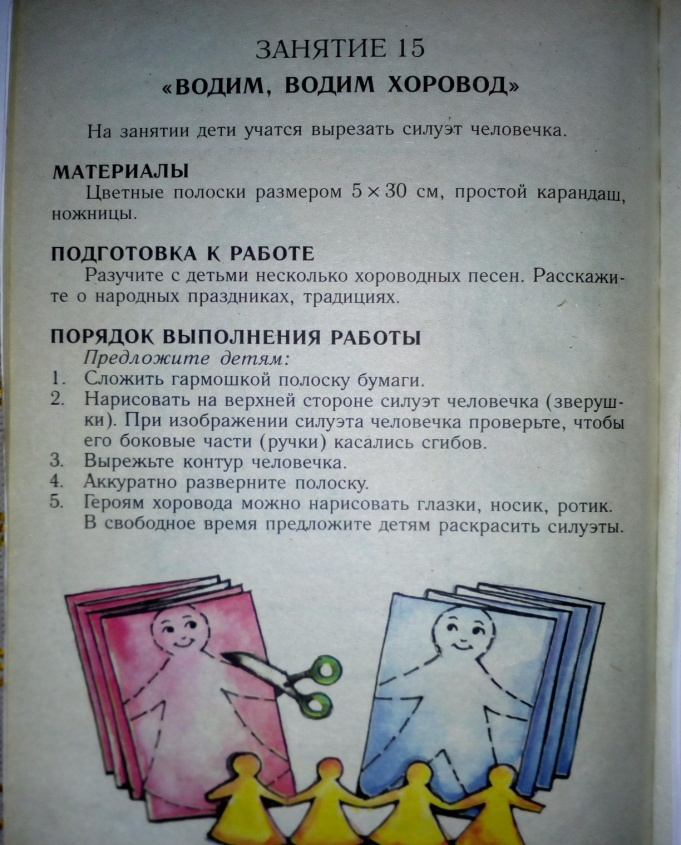 ЗАНЯТИЕ 15
«ВОДИМ, ВОДИМ ХОРОВОД»
На занятии дети учатся вырезать силуэт человечка.
МАТЕРИАЛЫ
Цветные полоски размером 5 × 30 см, простой карандаш,
ножницы.
ПОДГОТОВКА К РАБОТЕ
Разучите с детьми несколько хороводных песен. Расскажи-
те о народных праздниках, традициях.
ПОРЯДОК ВЫПОЛНЕНИЯ РАБОТЫ
Предложите детям:
1. Сложить гармошкой полоску бумаги.
2. Нарисовать на верхней стороне силуэт человечка (зверуш-
ки). При изображении силуэта человечка проверьте, чтобы
его боковые части (ручки) касались сгибов.
3. Вырежьте контур человечка.
4. Аккуратно разверните полоску.
5. Героям хоровода можно нарисовать глазки, носик, ротик.
В свободное время предложите детям раскрасить силуэты.